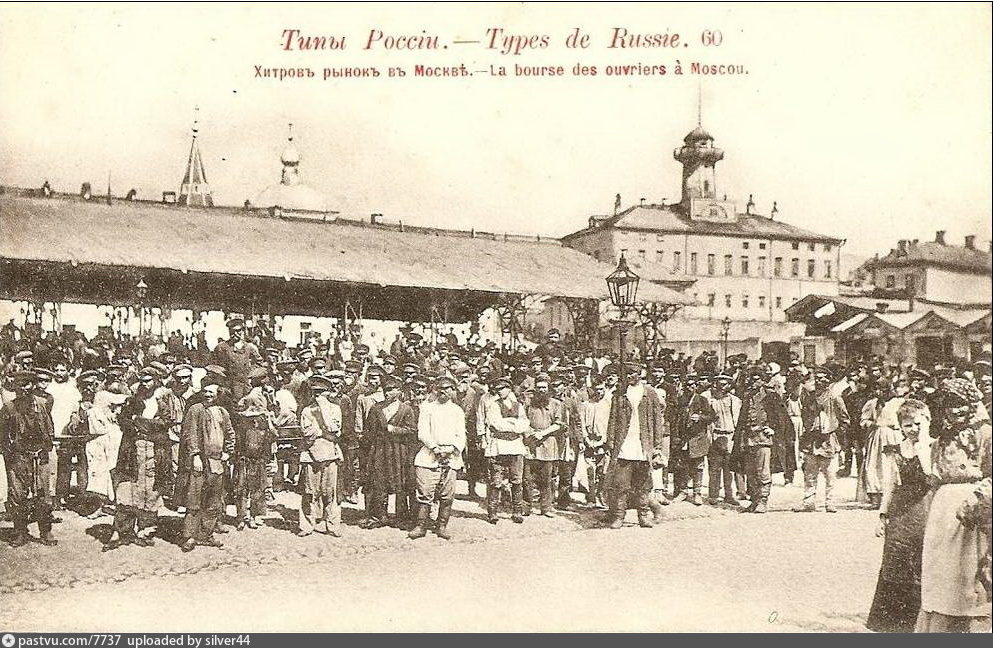 Типы Россiи.—Types de Russie. 60
Хитровъ рынокъ въ Москвѣ.—La bourse des ouvriers à Moscou.
pastvu.com/7737 uploaded by silver44